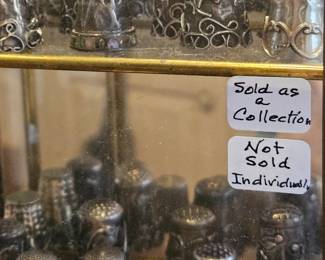 Sold as
a
Collection
Not
Sold
Individually